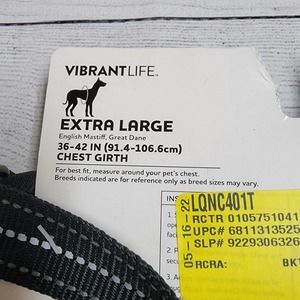 VIBRANTLIFE™
EXTRA LARGE
English Mastiff, Great Dane
36-42 IN (91.4-106.6cm)
CHEST GIRTH
For best fit, measure around your pet's chest.
Breeds indicated are for reference only as breed sizes may vary.
INS
05-16-22
LQNC401T
RCTR 0105751041
UPC# 6811313525
SLP# 9229306326
RCRA: BKT